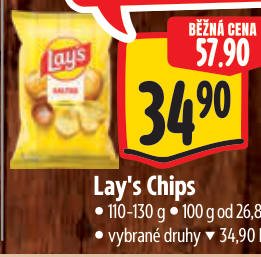 BĚŽNÁ CENA
57.90
Lay's
SALTED
34 90
Lay's Chips
• 110-130 g • 100 g od 26,8
• vybrané druhy ▾ 34,90